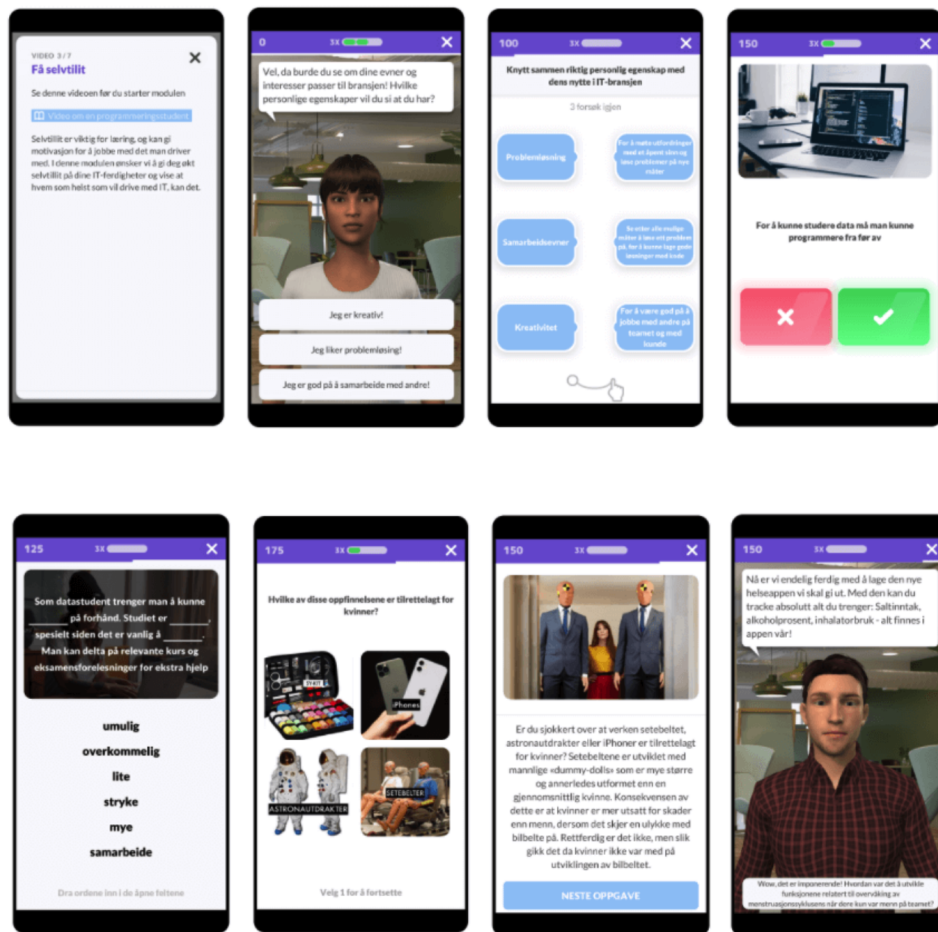 VIDEO 3/7
Få selvtillit
Se denne videoen før du starter modulen
Video om en programmeringsstudent
Selvtillit er viktig for læring, og kan gi
motivasjon for å jobbe med det man driver
med. I denne modulen ønsker vi å gi deg økt
selvtillit på dine IT-ferdigheter og vise at
hvem som helst som vil drive med IT, kan det.
0
3X
Vel, da burde du se om dine evner og
interesser passer til bransjen! Hvilke
personlige egenskaper vil du si at du har?
Jeg er kreativ!
Jeg liker problemløsing!
Jeg er god på å samarbeide med andre!
100
3X
Knytt sammen riktig personlig egenskap med
dens nytte i IT-bransjen
3 forsøk igjen
Problemløsning
For å møte utfordringer
med et åpent sinn og
løse problemer på nye
måter
Samarbeidsevner
Se etter alle mulige
måter å løse ett problem
på, for å kunne lage gode
løsninger med kode
Kreativitet
For å være god på å
jobbe med andre på
teamet og med
kunde
150
3X
For å kunne studere data må man kunne
programmere fra før av
125
3X
Som datastudent trenger man å kunne
_______ på forhånd. Studiet er _______,
spesielt siden det er vanlig å _______.
Man kan delta på relevante kurs og
eksamensforelesninger for ekstra hjelp
umulig
overkommelig
lite
stryke
mye
samarbeide
Dra ordene inn i de åpne feltene
175
3X
Hvilke av disse oppfinnelsene er tilrettelagt for
kvinner?
SYKIT
iPhones
ASTRONAUTDRAKTER
SETEBELTER
Velg 1 for å fortsette
150
3X
Er du sjokkert over at verken setebeltet,
astronautdrakter eller iPhoner er tilrettelagt
for kvinner? Setebeltene er utviklet med
mannlige «dummy-dolls» som er mye større
og annerledes utformet enn en
gjennomsnittlig kvinne. Konsekvensen av
dette er at kvinner er mer utsatt for skader
enn menn, dersom det skjer en ulykke med
bilbelte på. Rettferdig er det ikke, men slik
gikk det da kvinner ikke var med på
utviklingen av bilbeltet.
NESTE OPPGAVE
150
3X
Nå er vi endelig ferdig med å lage den nye
helseappen vi skal gi ut. Med den kan du
tracke absolutt alt du trenger: Saltinntak,
alkoholprosent, inhalatorbruk - alt finnes i
appen vår!
Wow, det er imponerende! Hvordan var det å utvikle
funksjonene relatert til overvåking av
menstruasjonssyklusens når dere kun var menn på teamet?